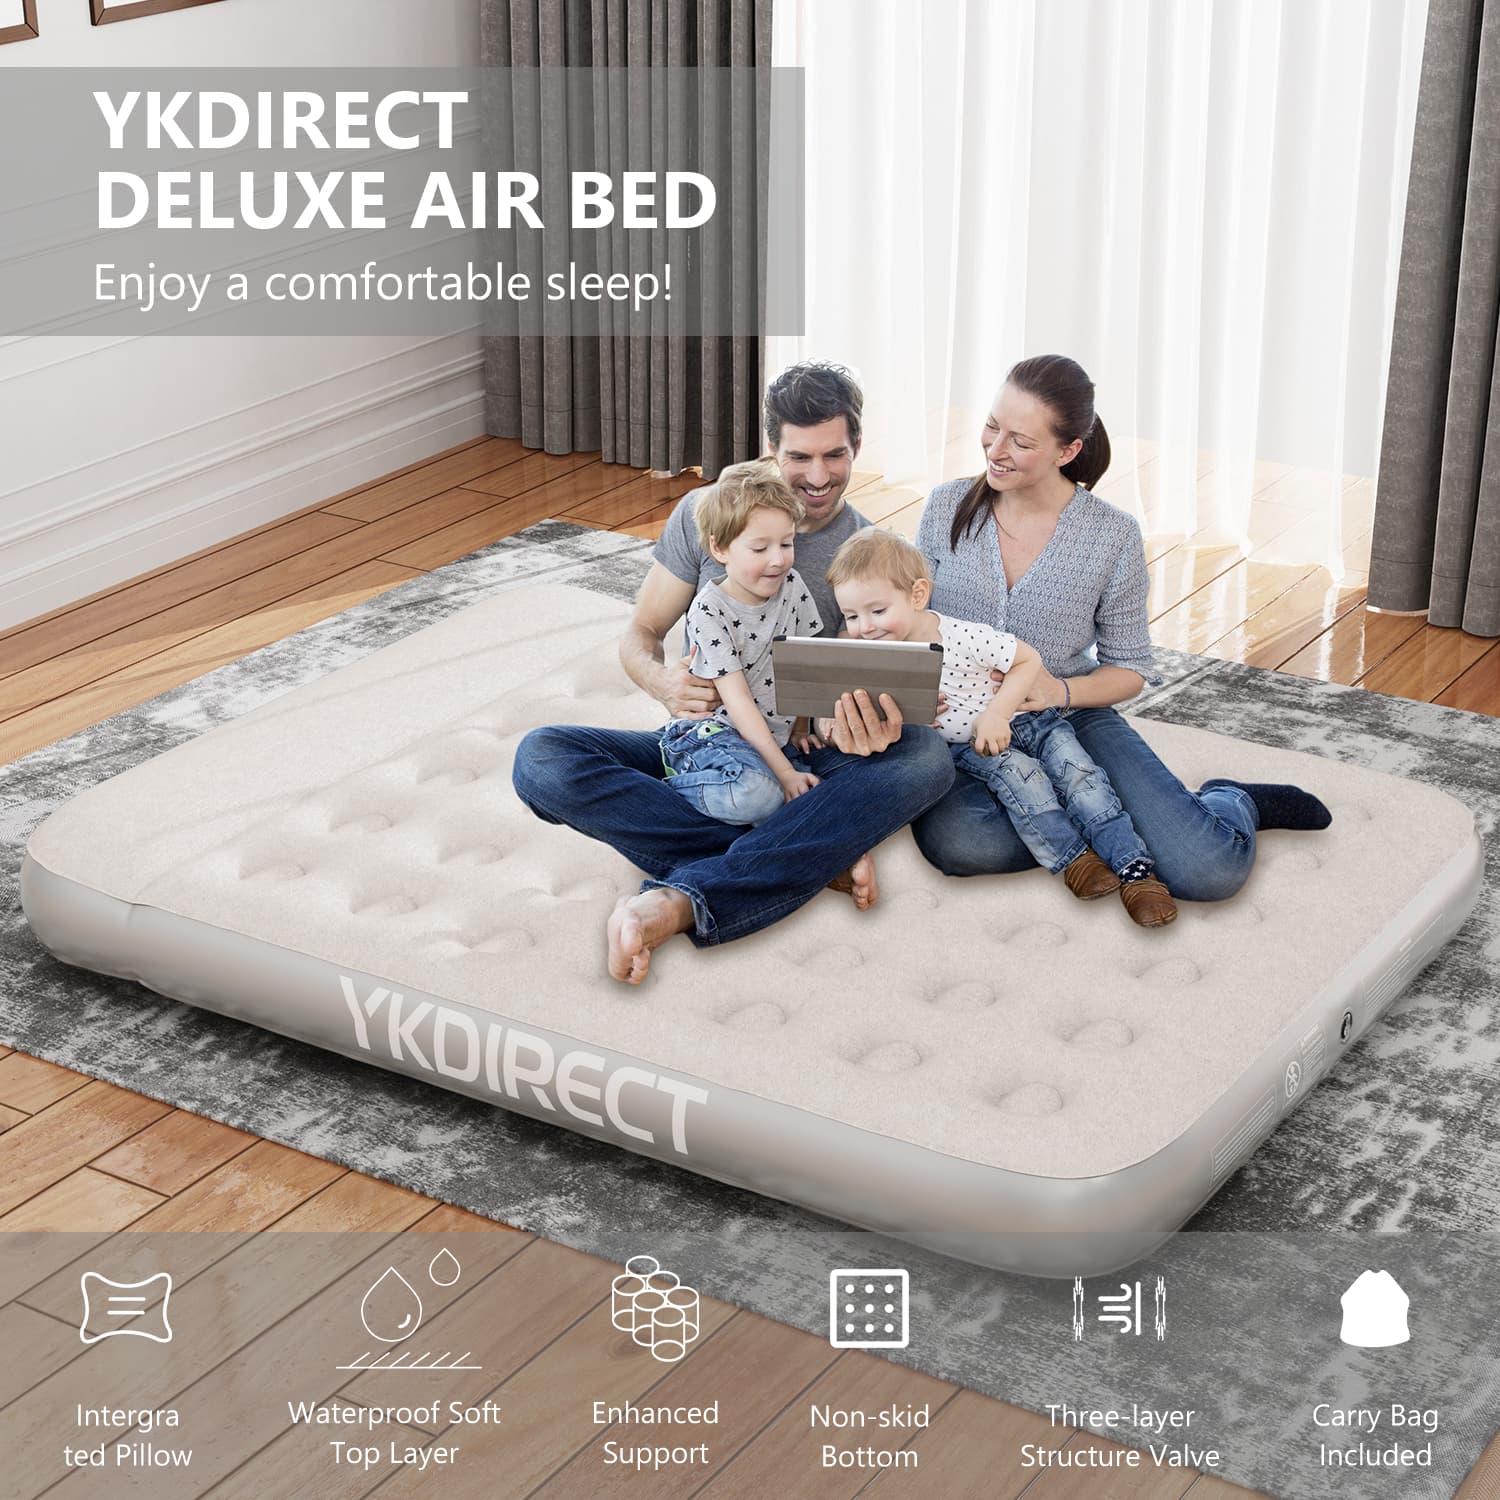 YKDIRECT
DELUXE AIR BED
Enjoy a comfortable sleep!
YKDIRECT
Intergra
ted Pillow
Waterproof Soft
Top Layer
Enhanced
Support
Non-skid
Bottom
Three-layer
Structure Valve
Carry Bag
Included